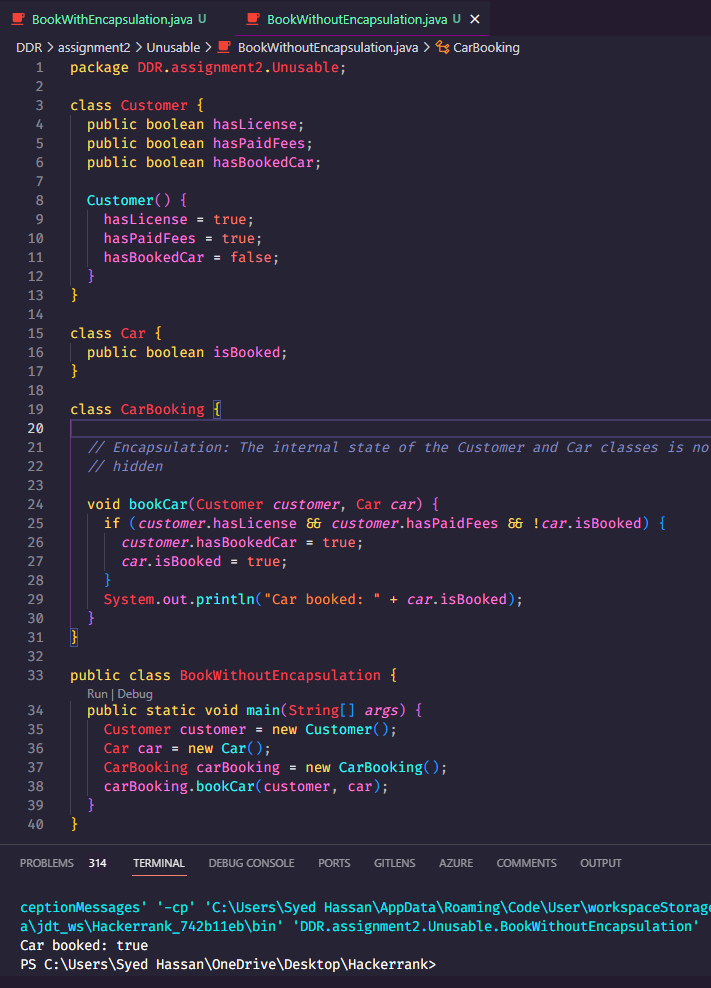 BookWithEncapsulation.java U BookWithoutEncapsulation.java U ×
DDR > assignment2 > Unusable > BookWithoutEncapsulation.java > CarBooking
1 package DDR.assignment2.Unusable;
2
3 class Customer {
4 public boolean hasLicense;
5 public boolean hasPaidFees;
6 public boolean hasBookedCar;
7
8 Customer() {
9 hasLicense = true;
10 hasPaidFees = true;
11 hasBookedCar = false;
12 }
13 }
14
15 class Car {
16 public boolean isBooked;
17 }
18
19 class CarBooking {
20
21 // Encapsulation: The internal state of the Customer and Car classes is no
22 // hidden
23
24 void bookCar(Customer customer, Car car) {
25 if (customer.hasLicense && customer.hasPaidFees && !car.isBooked) {
26 customer.hasBookedCar = true;
27 car.isBooked = true;
28 }
29 System.out.println("Car booked: " + car.isBooked);
30 }
31 }
32
33 public class BookWithoutEncapsulation {
Run | Debug
34 public static void main(String[] args) {
35 Customer customer = new Customer();
36 Car car = new Car();
37 CarBooking carBooking = new CarBooking();
38 carBooking.bookCar(customer, car);
39 }
40 }
PROBLEMS 314 TERMINAL DEBUG CONSOLE PORTS GITLENS AZURE COMMENTS OUTPUT
ceptionMessages' '-cp' 'C:\Users\Syed Hassan\AppData\Roaming\Code\User\workspaceStorage
a\jdt_ws\Hackerrank_742b11eb\bin' 'DDR.assignment2.Unusable.BookWithoutEncapsulation'
Car booked: true
PS C:\Users\Syed Hassan\OneDrive\Desktop\Hackerrank>